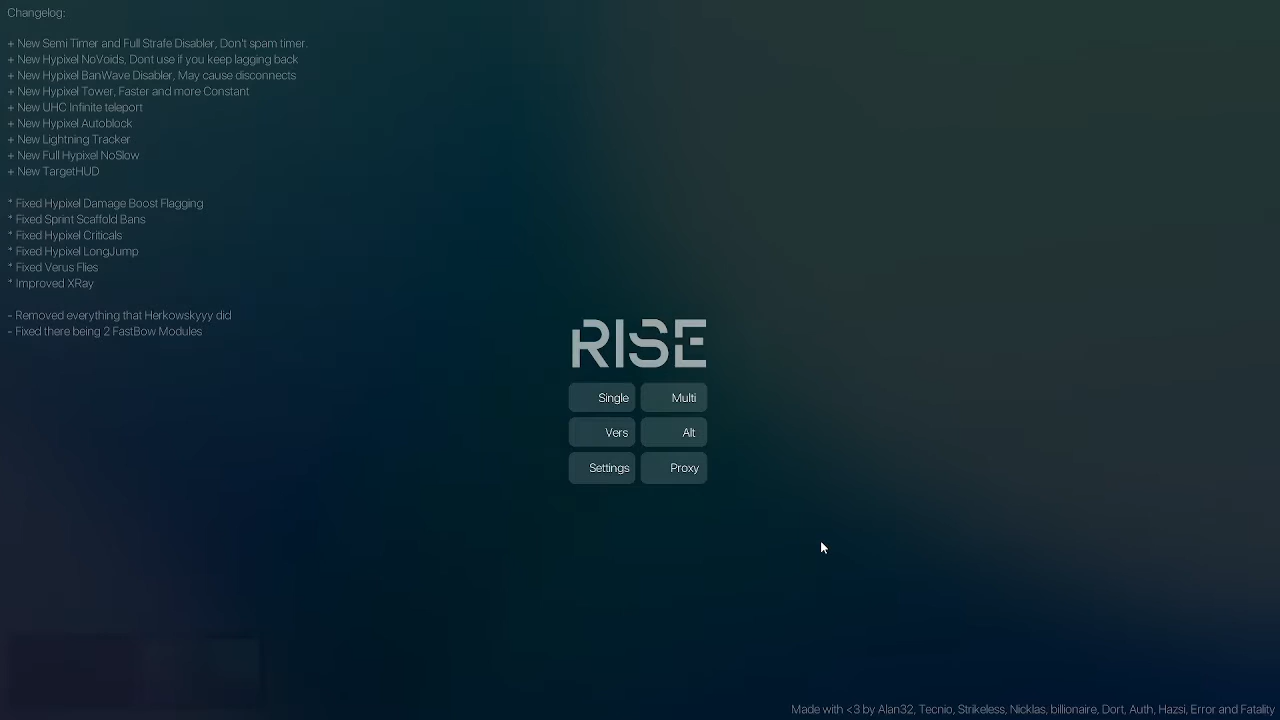 Changelog:
+ New Semi Timer and Full Strafe Disabler, Don't spam timer.
+ New Hypixel NoVoids, Dont use if you keep lagging back
+ New Hypixel BanWave Disabler, May cause disconnects
+ New Hypixel Tower, Faster and more Constant
+ New UHC Infinite teleport
+ New Hypixel Autoblock
+ New Lightning Tracker
+ New Full Hypixel NoSlow
+ New TargetHUD
* Fixed Hypixel Damage Boost Flagging
* Fixed Sprint Scaffold Bans
* Fixed Hypixel Criticals
* Fixed Hypixel LongJump
* Fixed Verus Flies
* Improved XRay
- Removed everything that Herkowskyyy did
- Fixed there being 2 FastBow Modules
RISE
Single Multi
Vers Alt
Settings Proxy
Made with <3 by Alan32, Tecnio, Strikeless, Nicklas, billionaire, Dort, Auth, Hazsi, Error and Fatality